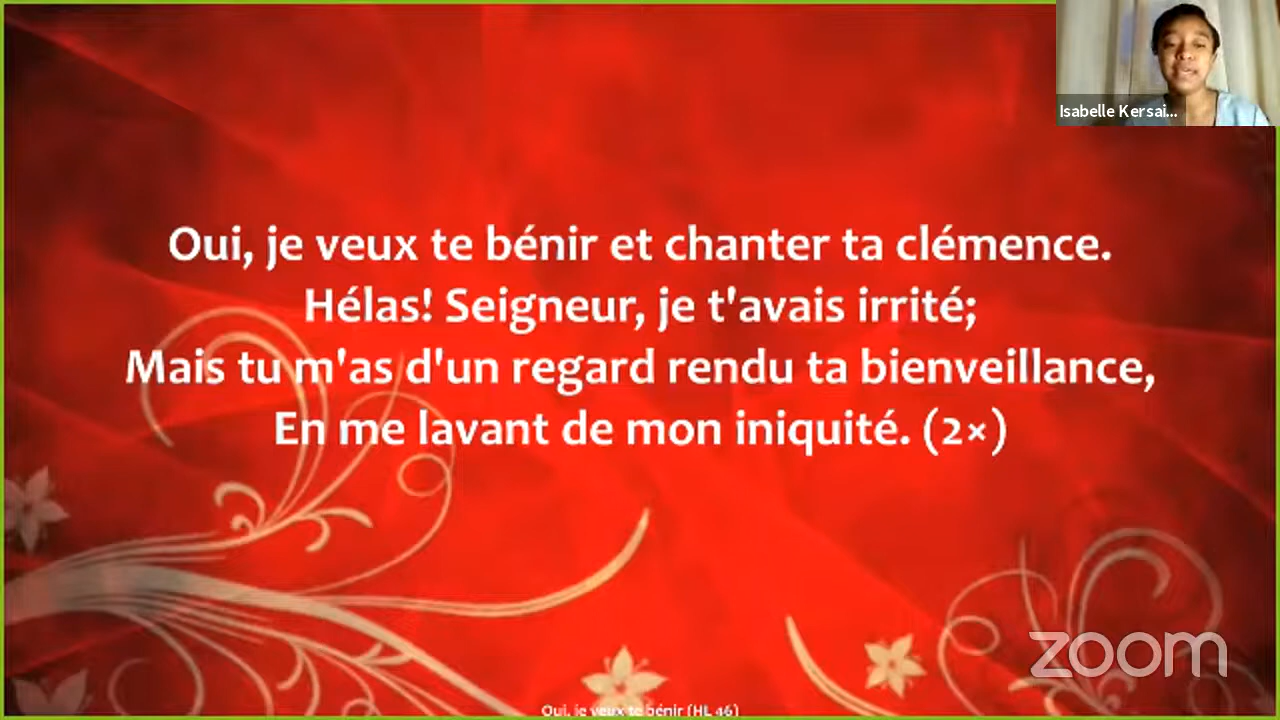 Isabelle Kersai...
Oui, je veux te bénir et chanter ta clémence.
Hélas! Seigneur, je t'avais irrité;
Mais tu m'as d'un regard rendu ta bienveillance,
En me lavant de mon iniquité. (2×)
zoom
Oui, je veux te bénir (HL 46)